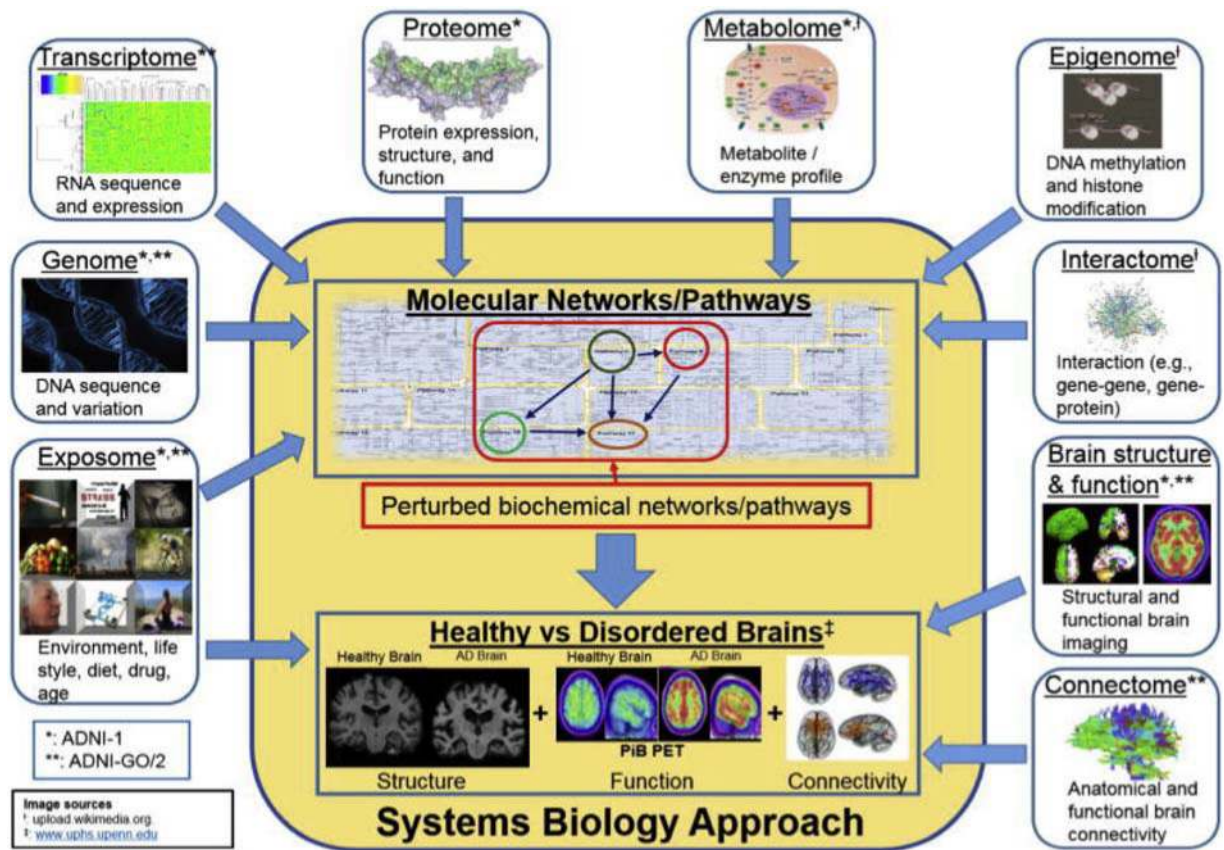 Transcriptome**
RNA sequence
and expression
Proteome*
Protein expression,
structure, and
function
Metabolome*,ƚ
Metabolite /
enzyme profile
Epigenomeƚ
DNA methylation
and histone
modification
Genome*,**
DNA sequence
and variation
Molecular Networks/Pathways
Perturbed biochemical networks/pathways
Interactomeƚ
Interaction (e.g.,
gene-gene, gene-
protein)
Exposome*,**
Environment, life
style, diet, drug,
age
Brain structure
& function*,**
Structural and
functional brain
imaging
Healthy vs Disordered Brains‡
Healthy Brain AD Brain Healthy Brain AD Brain
+ +
PiB PET
Structure Function Connectivity
Connectome**
Anatomical and
functional brain
connectivity
*: ADNI-1
**: ADNI-GO/2
Image sources
ƚ: upload.wikimedia.org.
‡: www.uphs.upenn.edu
Systems Biology Approach